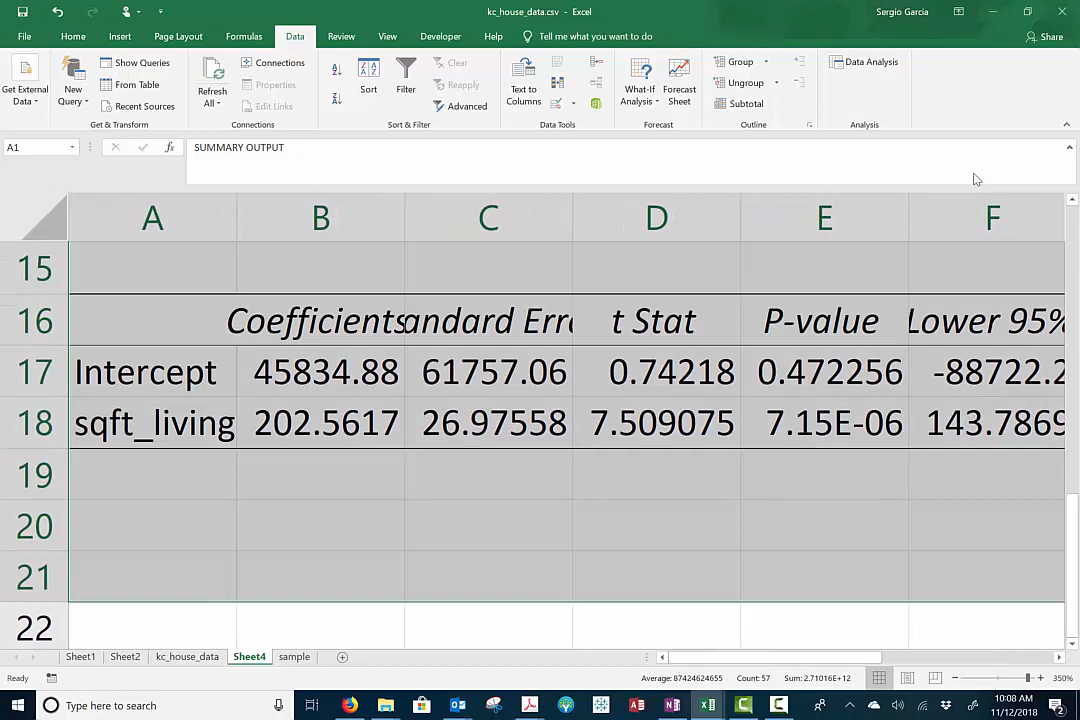 kc_house_data.csv - Excel
Sergio Garcia
File Home Insert Page Layout Formulas Data Review View Developer Help Tell me what you want to do Share
Get External Data
New Query
Show Queries
From Table
Recent Sources
Get & Transform
Refresh All
Connections
Properties
Edit Links
Connections
Sort
Filter
Clear
Reapply
Advanced
Sort & Filter
Text to Columns
Data Tools
What-If Analysis
Forecast Sheet
Forecast
Group
Ungroup
Subtotal
Outline
Data Analysis
Analysis
A1 fx SUMMARY OUTPUT
A B C D E F
15
16 Coefficients andard Erro t Stat P-value Lower 95%
17 Intercept 45834.88 61757.06 0.74218 0.472256 -88722.2
18 sqft_living 202.5617 26.97558 7.509075 7.15E-06 143.7869
19
20
21
22
Sheet1 Sheet2 kc_house_data Sheet4 sample
Ready Average: 87424624655 Count: 57 Sum: 2.71016E+12 350%
Type here to search
10:08 AM
11/12/2018
2